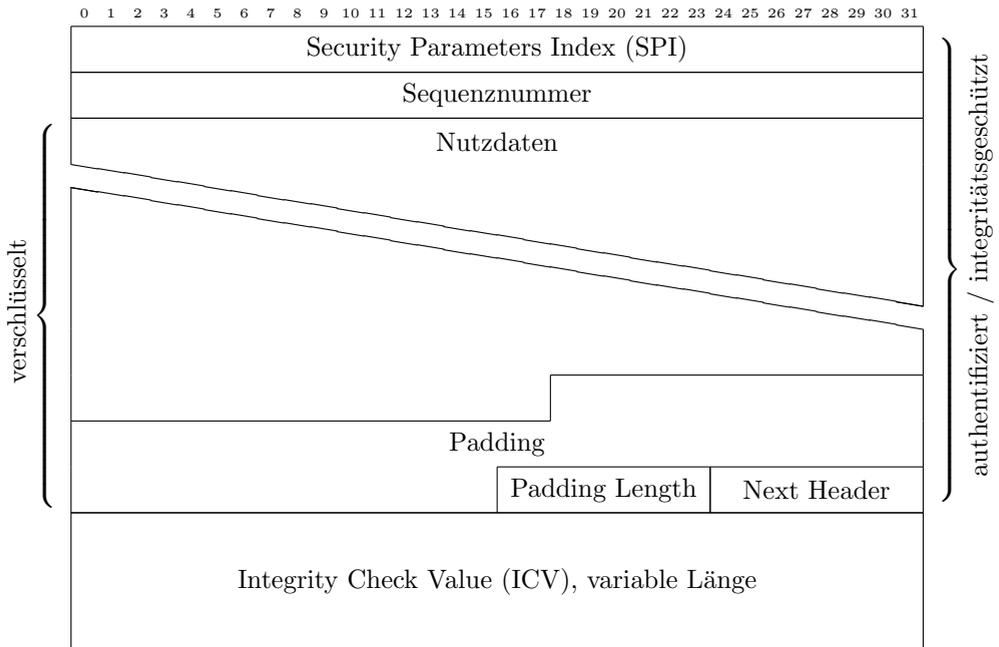 0 1 2 3 4 5 6 7 8 9 10 11 12 13 14 15 16 17 18 19 20 21 22 23 24 25 26 27 28 29 30 31
Security Parameters Index (SPI)
Sequenznummer
Nutzdaten
verschlüsselt
authentifiziert / integritätsgeschützt
Padding
Padding Length Next Header
Integrity Check Value (ICV), variable Länge